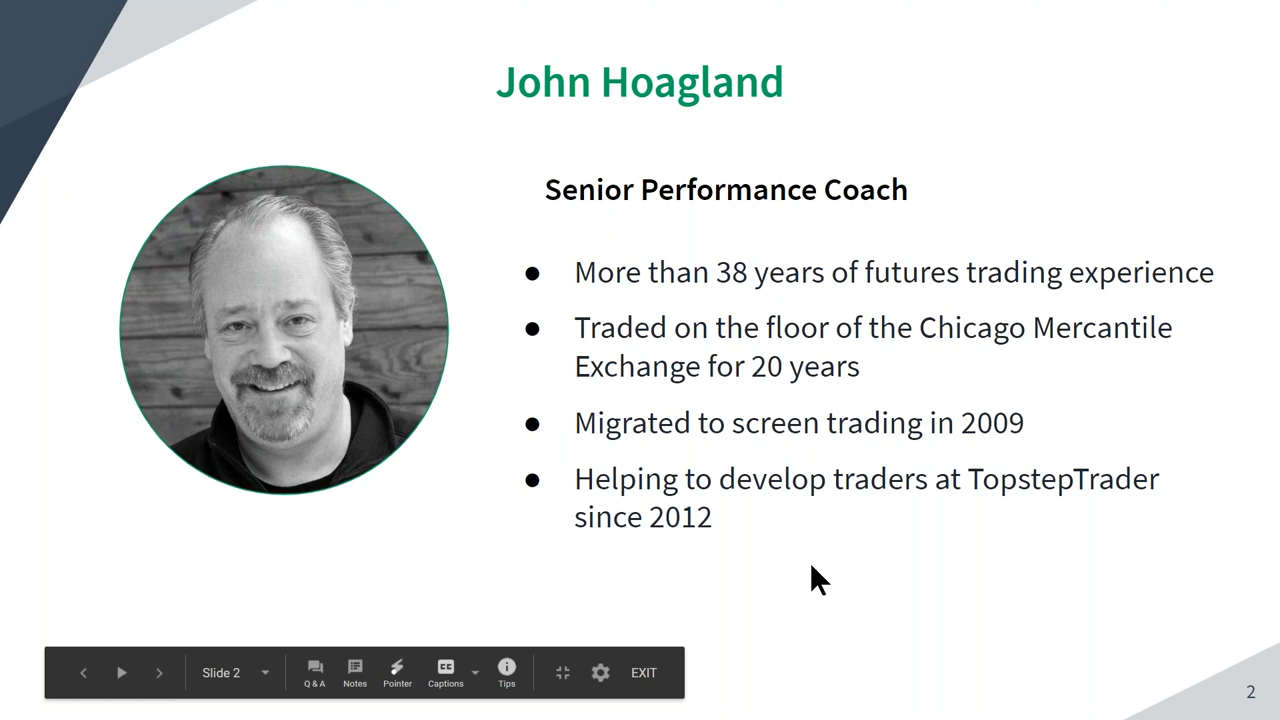 John Hoagland
Senior Performance Coach
● More than 38 years of futures trading experience
● Traded on the floor of the Chicago Mercantile
Exchange for 20 years
● Migrated to screen trading in 2009
● Helping to develop traders at TopstepTrader
since 2012
Slide 2
Q & A
Notes
Pointer
Captions
Tips
EXIT
2